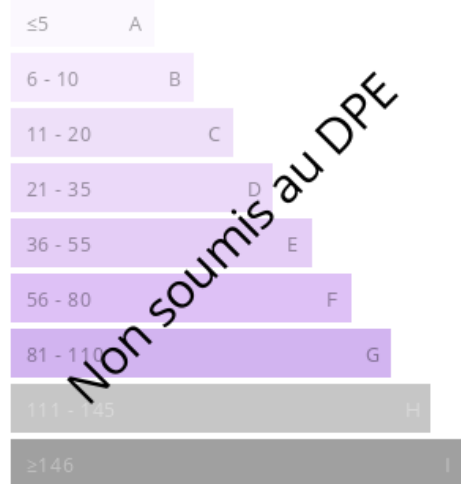 ≤5 A
6 - 10 B
11 - 20 C
21 - 35 D
36 - 55 E
56 - 80 F
81 - 110 G
111 - 145 H
≥146 I
Non soumis au DPE